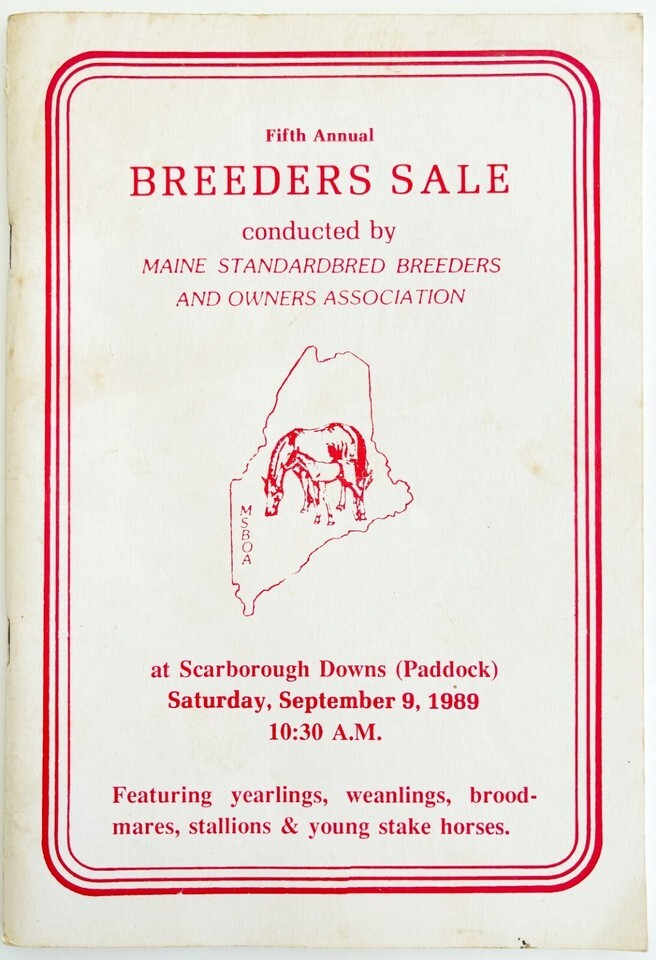 Fifth Annual
BREEDERS SALE
conducted by
MAINE STANDARDBRED BREEDERS
AND OWNERS ASSOCIATION
MSBOA
at Scarborough Downs (Paddock)
Saturday, September 9, 1989
10:30 A.M.
Featuring yearlings, weanlings, brood-
mares, stallions & young stake horses.